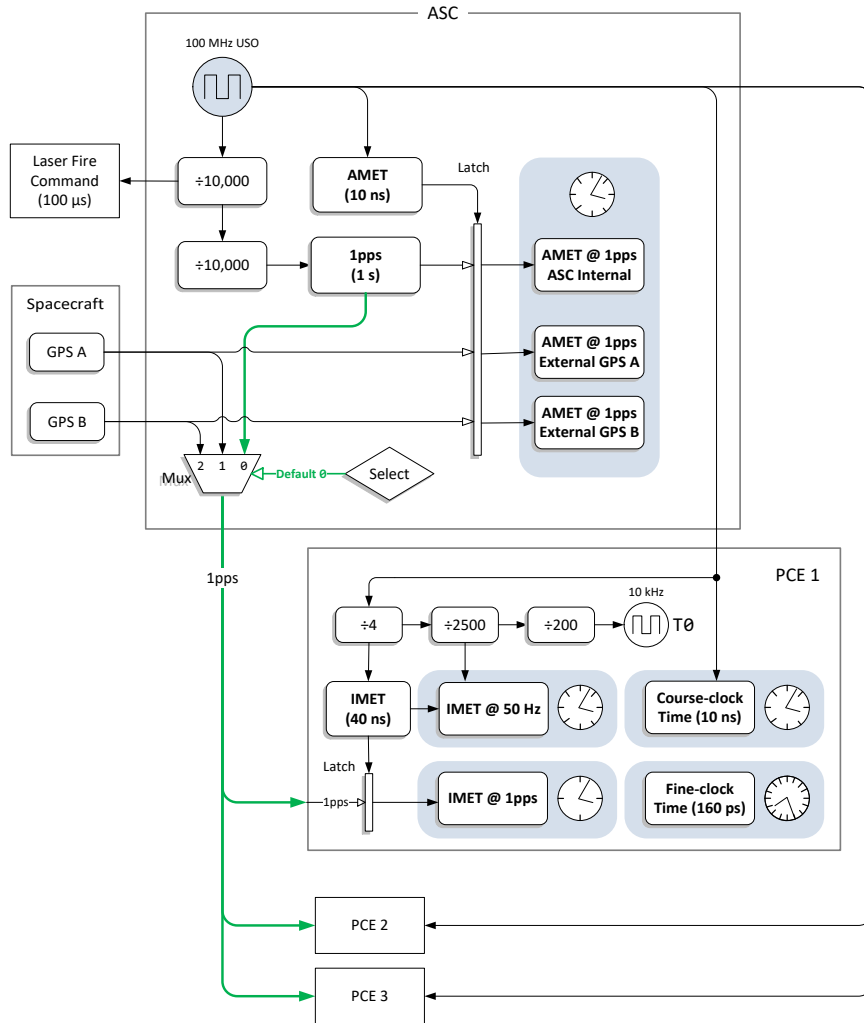 ASC
100 MHz USO
Laser Fire
Command
(100 µs)
÷10,000
AMET
(10 ns)
Latch
÷10,000
1pps
(1 s)
AMET @ 1pps
ASC Internal
Spacecraft
GPS A
AMET @ 1pps
External GPS A
GPS B
AMET @ 1pps
External GPS B
Mux
2 1 0
Default 0
Select
1pps
PCE 1
10 kHz
÷4
÷2500
÷200
T0
IMET
(40 ns)
IMET @ 50 Hz
Course-clock
Time (10 ns)
Latch
1pps
IMET @ 1pps
Fine-clock
Time (160 ps)
PCE 2
PCE 3